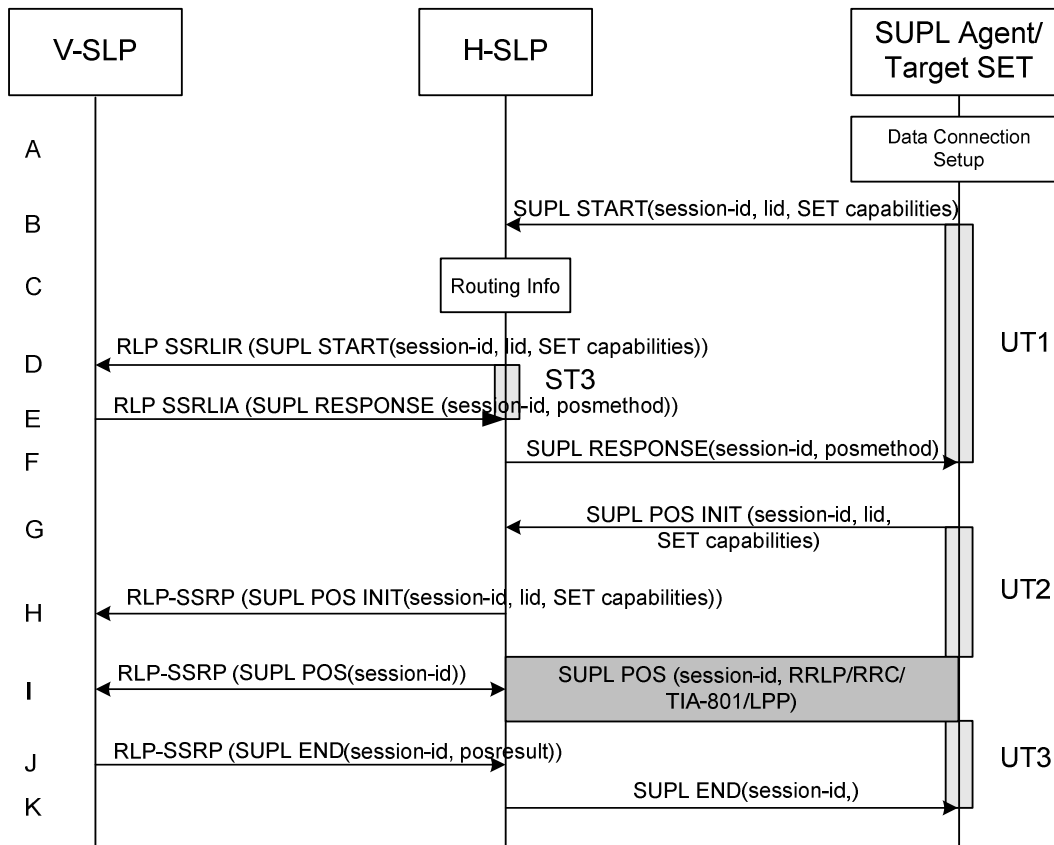 V-SLP
H-SLP
SUPL Agent/
Target SET
A
Data Connection
Setup
B
SUPL START(session-id, lid, SET capabilities)
C
Routing Info
UT1
D
RLP SSRLIR (SUPL START(session-id, lid, SET capabilities))
ST3
E
RLP SSRLIA (SUPL RESPONSE (session-id, posmethod))
F
SUPL RESPONSE(session-id, posmethod)
G
SUPL POS INIT (session-id, lid,
SET capabilities)
UT2
H
RLP-SSRP (SUPL POS INIT(session-id, lid, SET capabilities))
I
RLP-SSRP (SUPL POS(session-id))
SUPL POS (session-id, RRLP/RRC/
TIA-801/LPP)
J
RLP-SSRP (SUPL END(session-id, posresult))
UT3
K
SUPL END(session-id,)